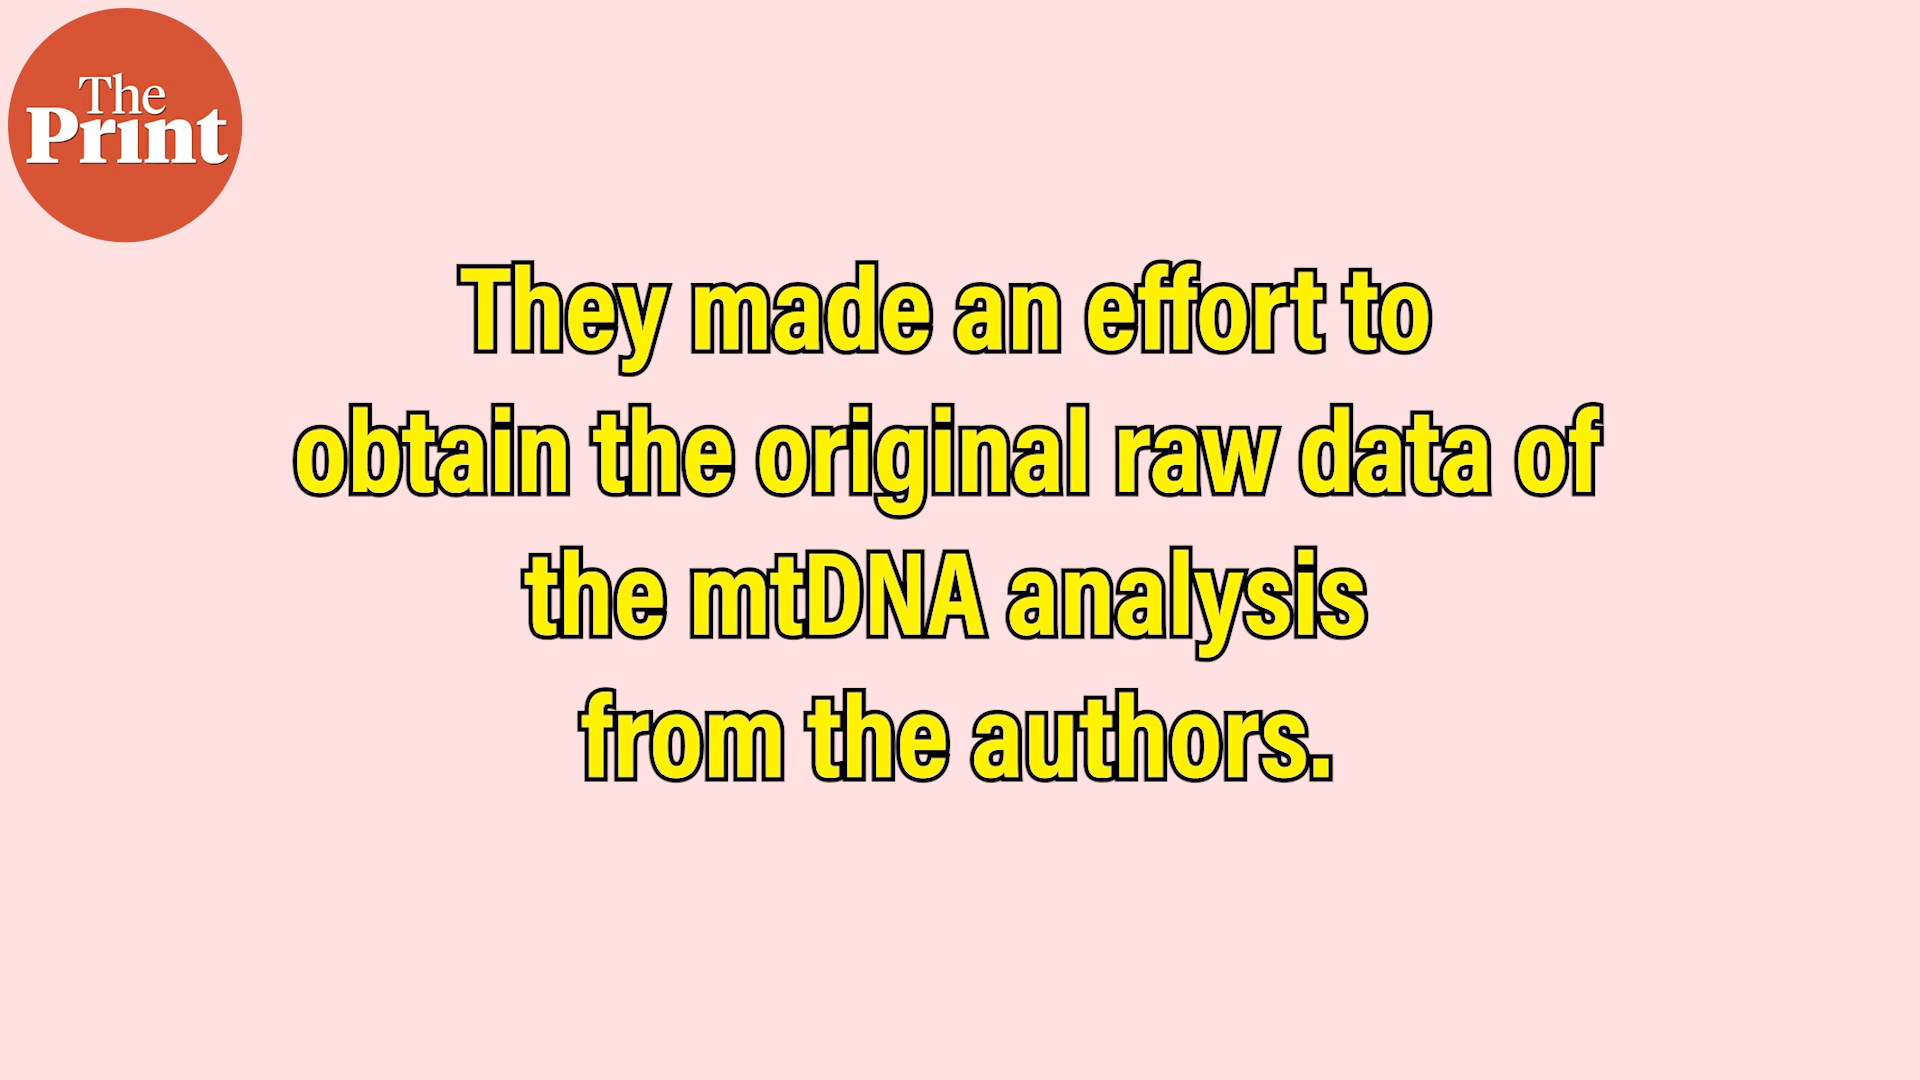 The
Print
They made an effort to
obtain the original raw data of
the mtDNA analysis
from the authors.